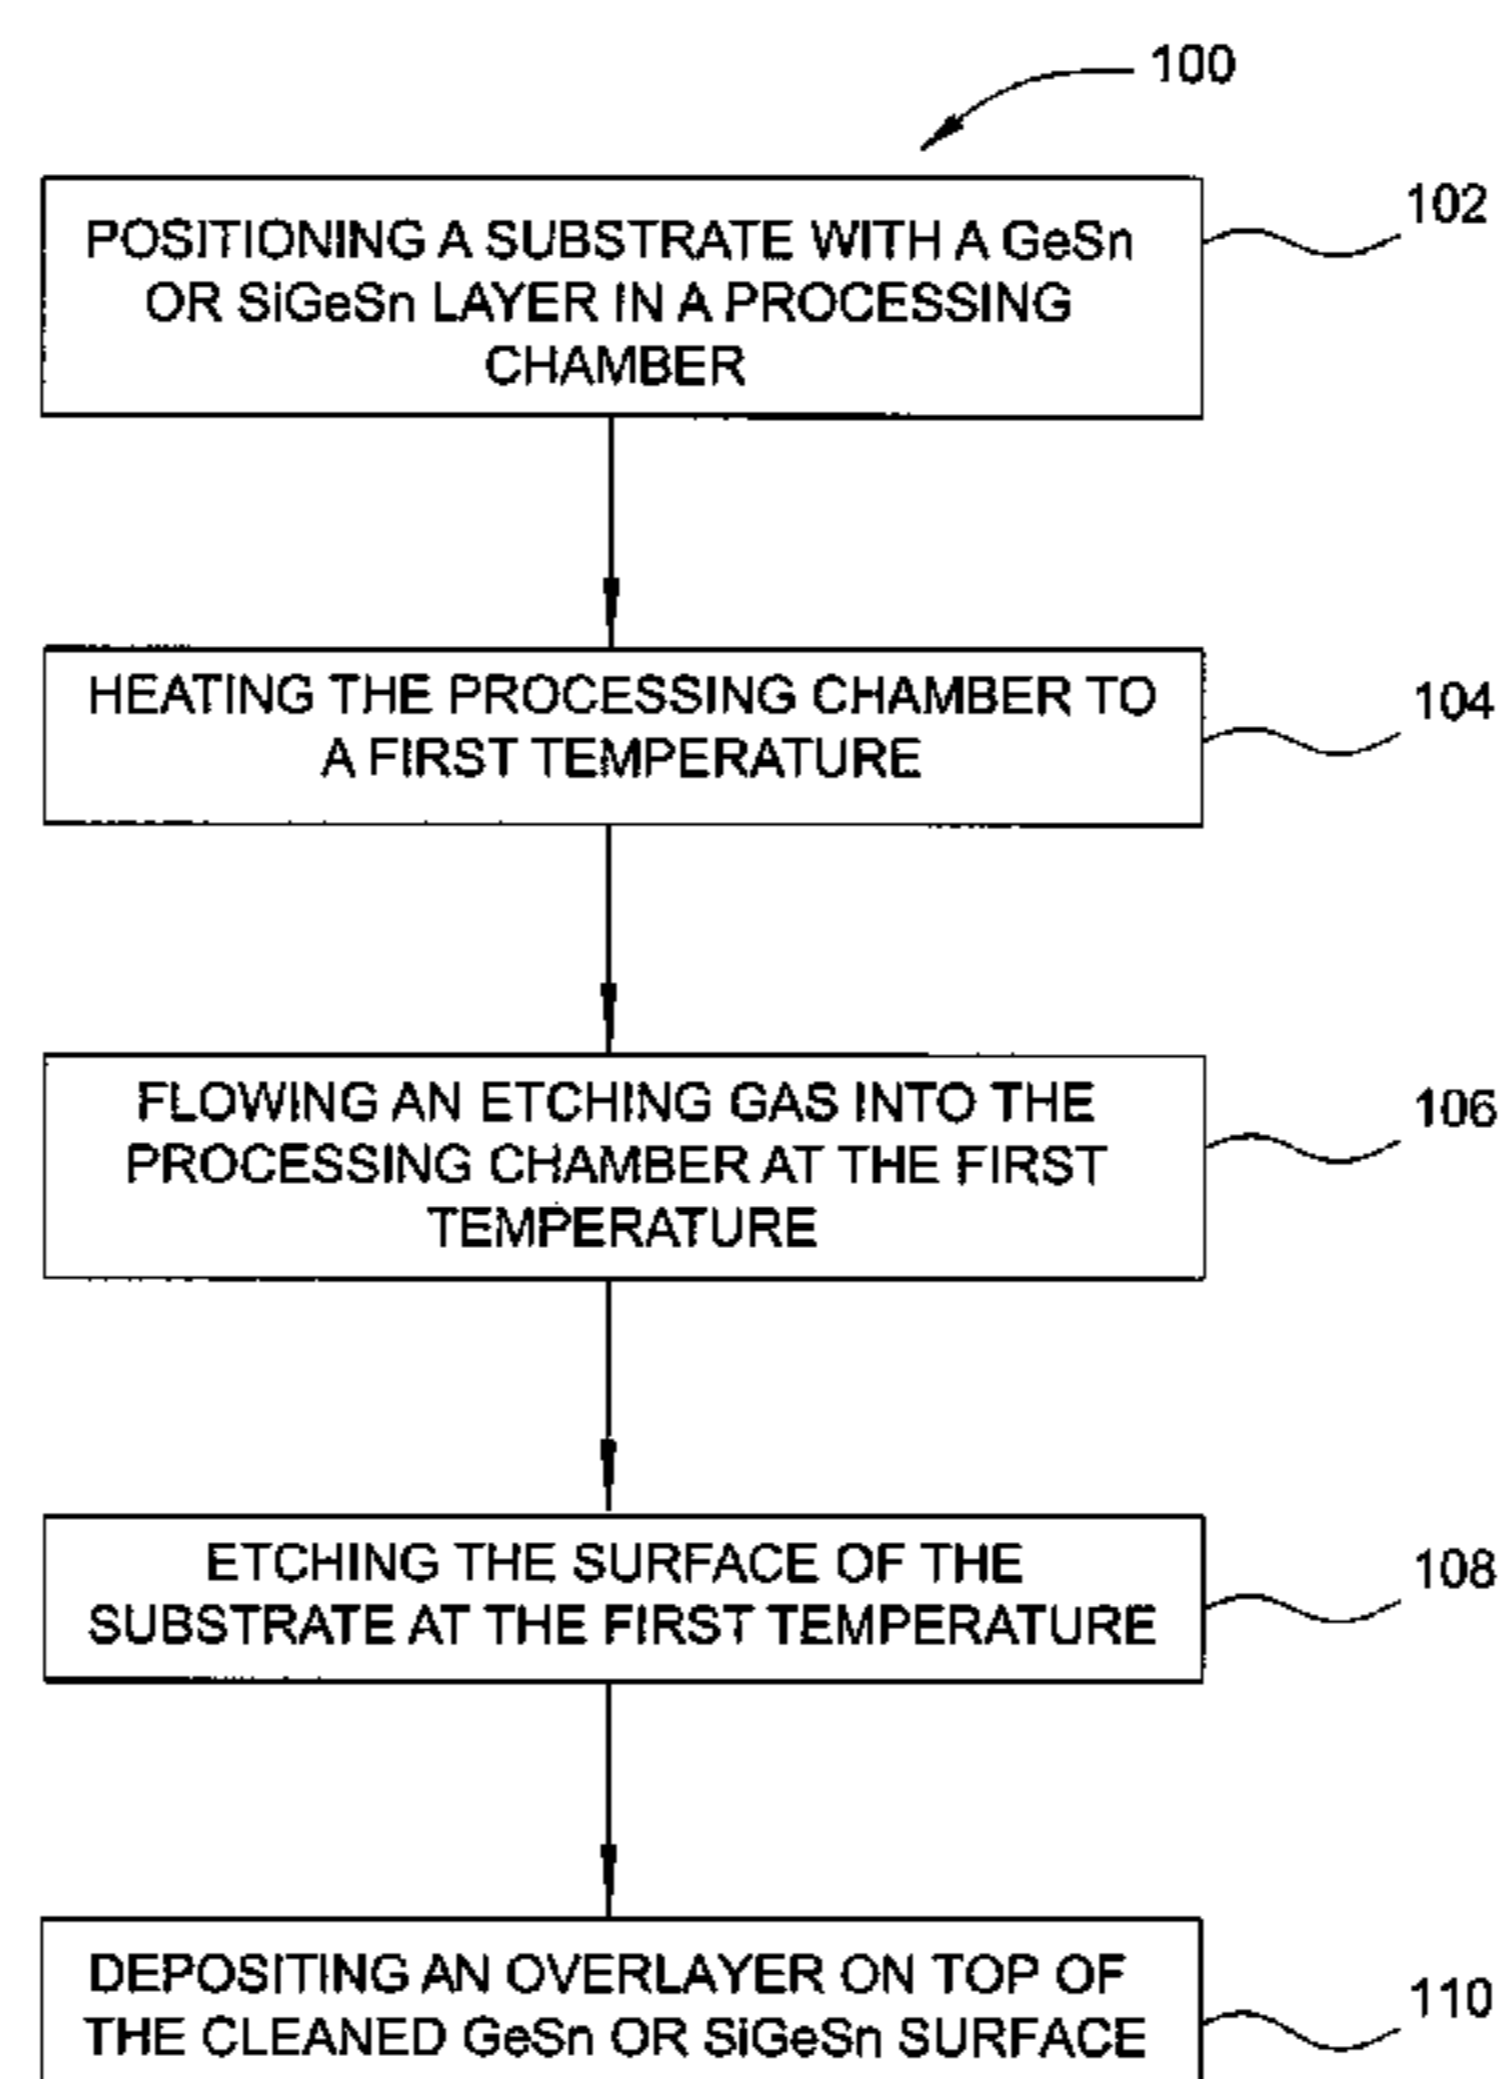 100
POSITIONING A SUBSTRATE WITH A GeSn
OR SiGeSn LAYER IN A PROCESSING
CHAMBER
102
HEATING THE PROCESSING CHAMBER TO
A FIRST TEMPERATURE
104
FLOWING AN ETCHING GAS INTO THE
PROCESSING CHAMBER AT THE FIRST
TEMPERATURE
106
ETCHING THE SURFACE OF THE
SUBSTRATE AT THE FIRST TEMPERATURE
108
DEPOSITING AN OVERLAYER ON TOP OF
THE CLEANED GeSn OR SiGeSn SURFACE
110